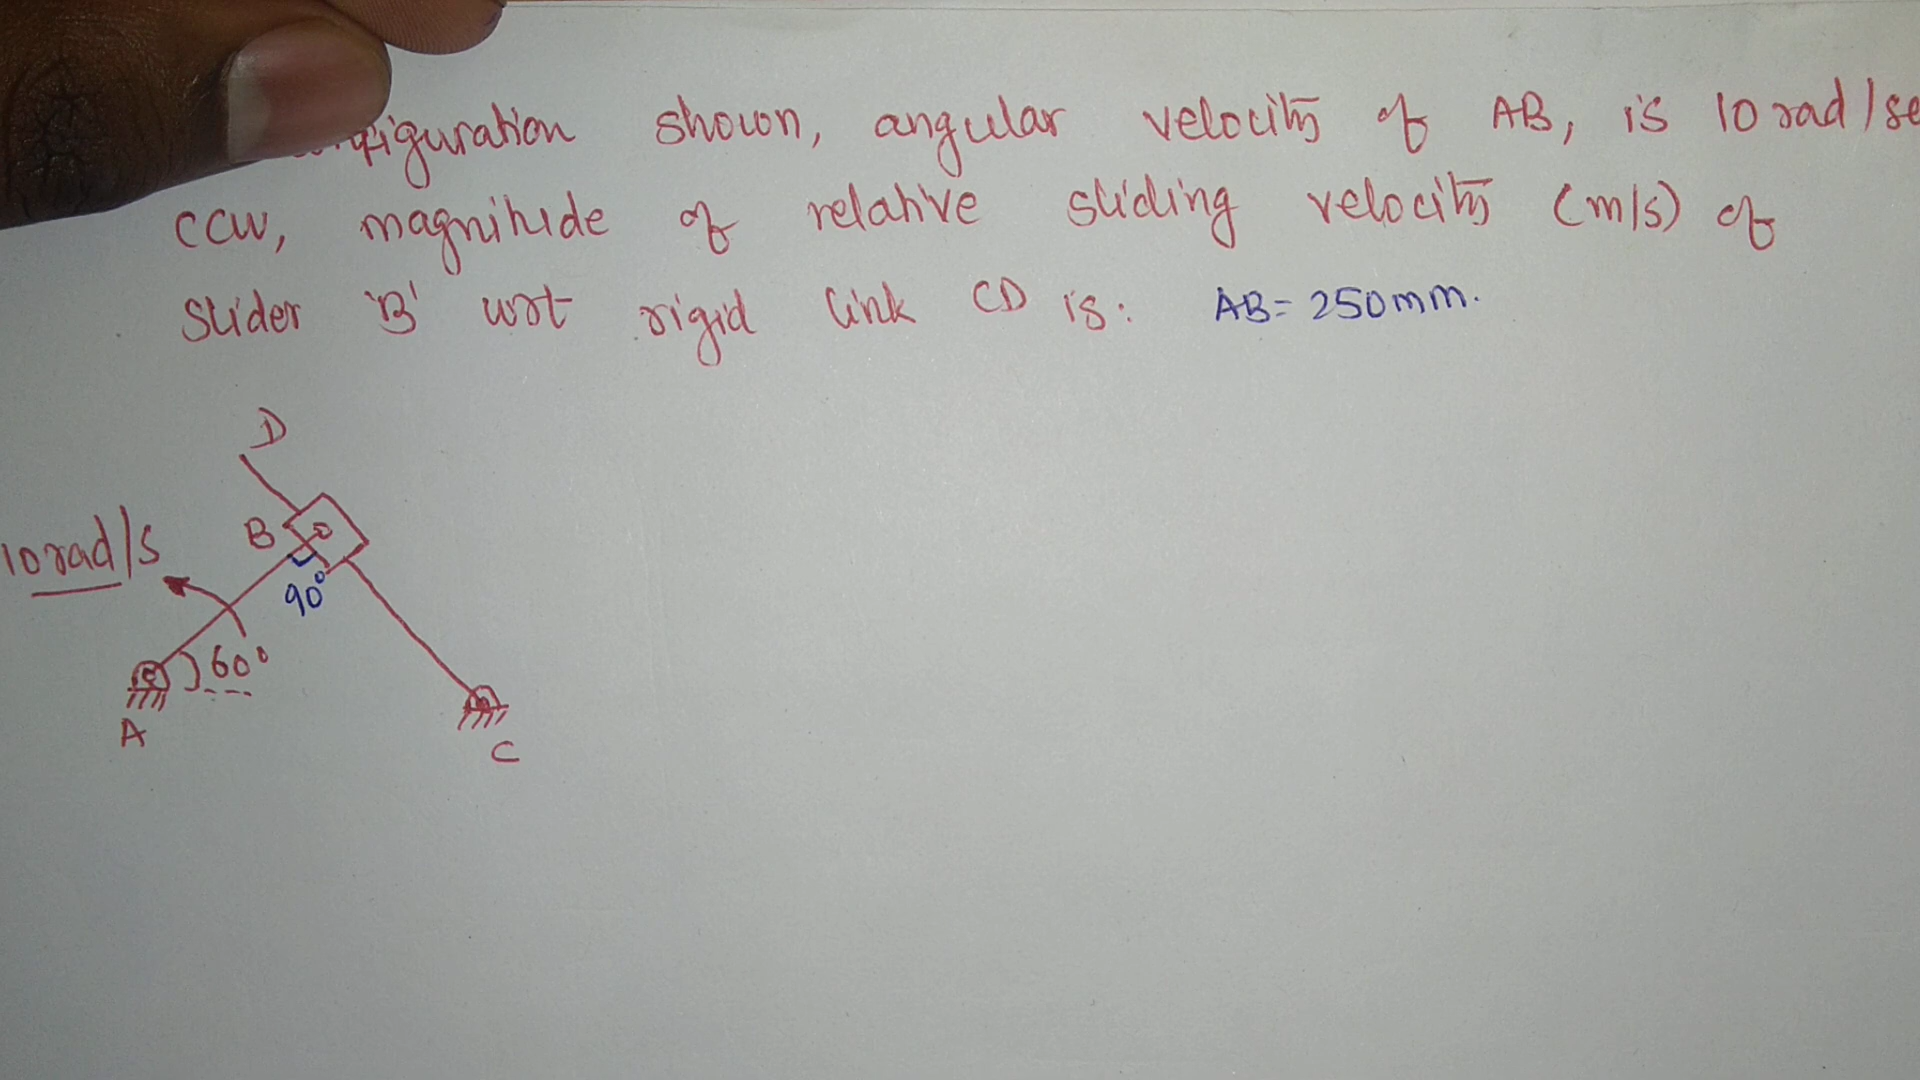 shown, angular velocity of AB, is 10 rad/se
CCW, magnitude of relative sliding velocity (m/s) of
slider 'B' wrt rigid link CD is: AB= 250mm.
D
B
10 rad/s
90°
60°
A
C